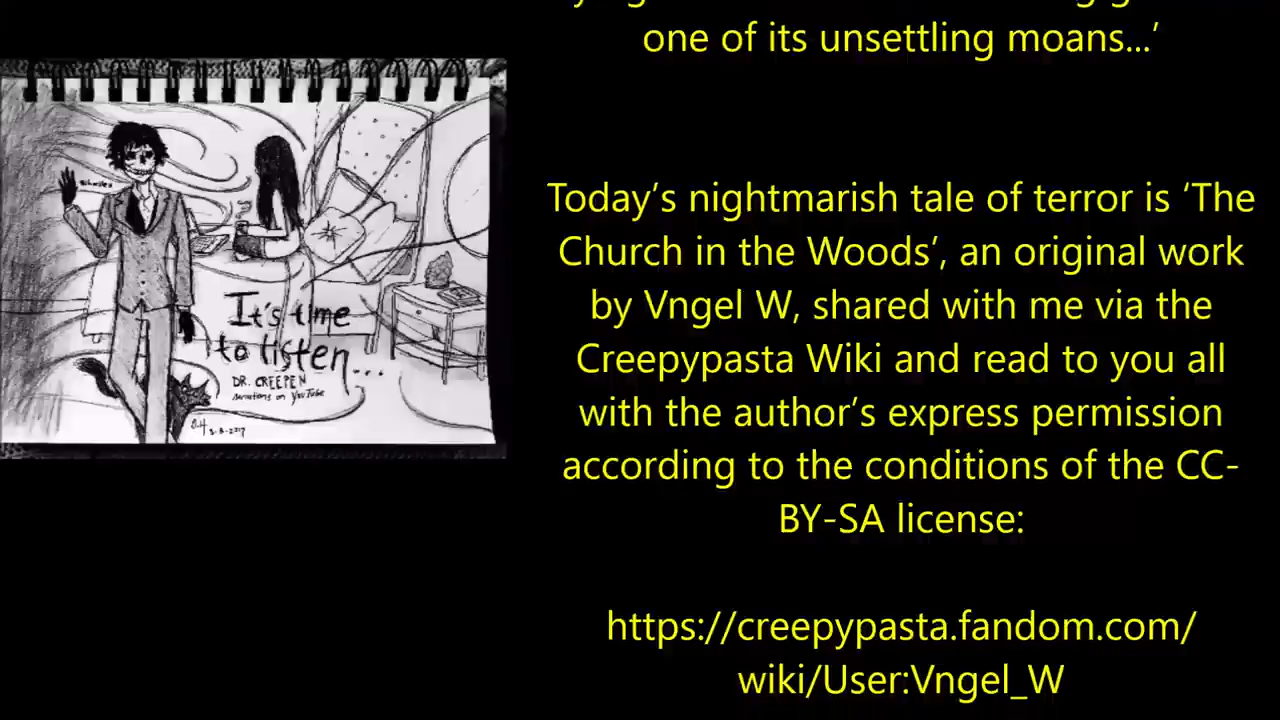 one of its unsettling moans...’
Today’s nightmarish tale of terror is ‘The
Church in the Woods’, an original work
by Vngel W, shared with me via the
Creepypasta Wiki and read to you all
with the author’s express permission
according to the conditions of the CC-
BY-SA license:
https://creepypasta.fandom.com/
wiki/User:Vngel_W
It's time
to listen...
DR. CREEPEN
narrations on YouTube